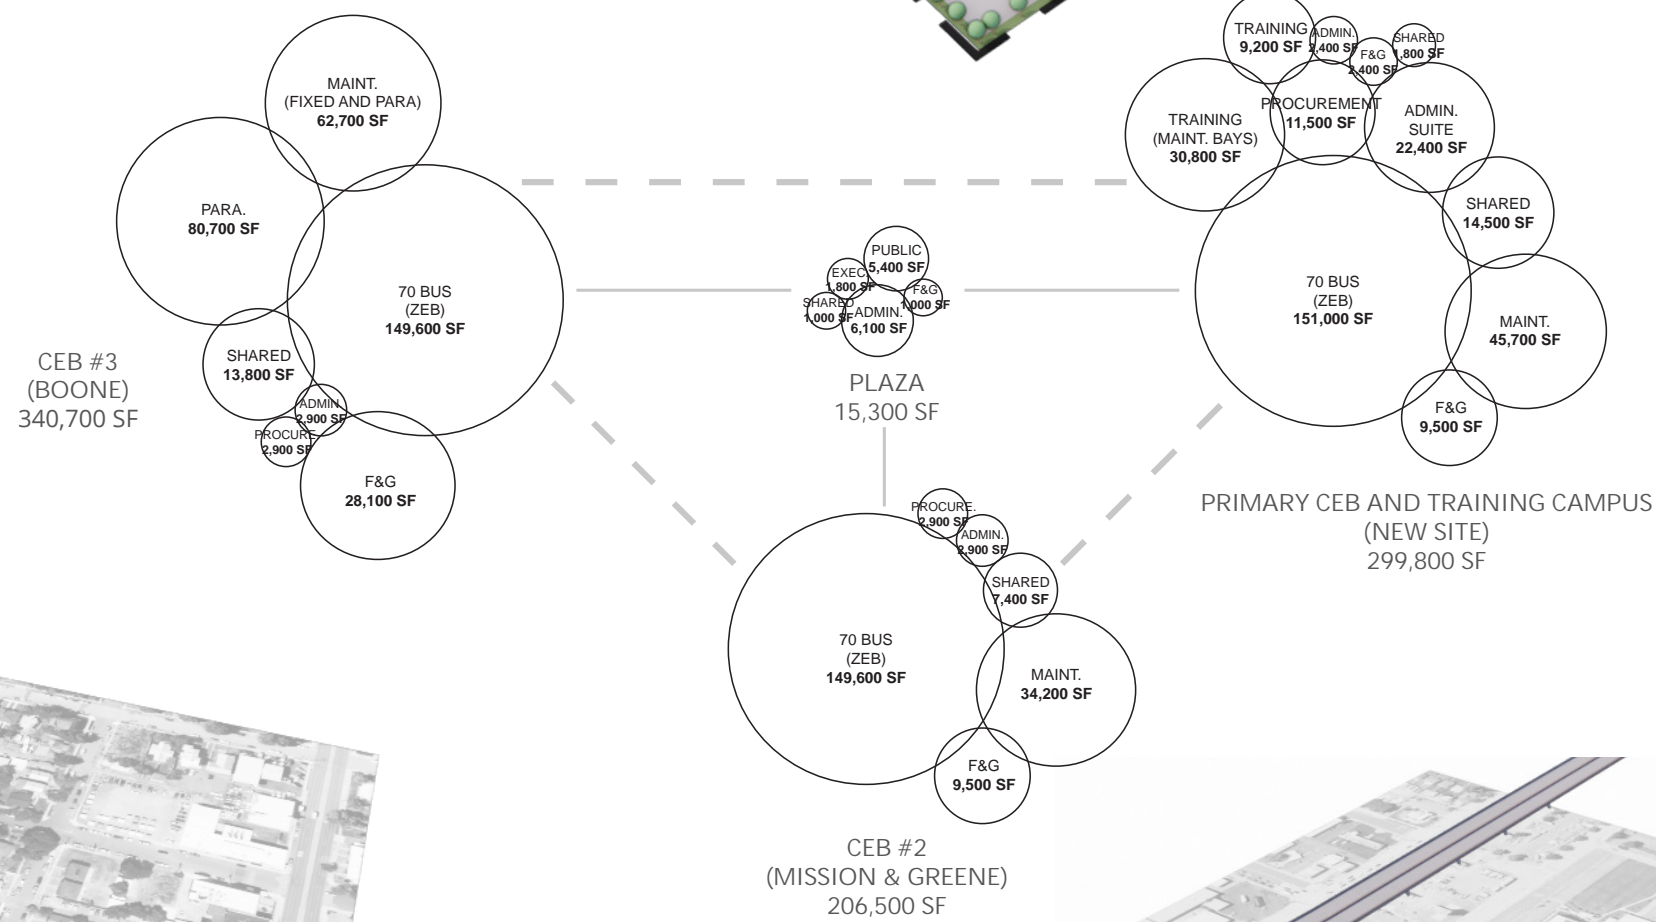 MAINT.
(FIXED AND PARA)
62,700 SF
PARA.
80,700 SF
70 BUS
(ZEB)
149,600 SF
SHARED
13,800 SF
ADMIN.
2,900 SF
PROCURE.
2,900 SF
F&G
28,100 SF
CEB #3
(BOONE)
340,700 SF
PUBLIC
5,400 SF
EXEC.
1,800 SF
F&G
1,000 SF
SHARED
1,000 SF
ADMIN.
6,100 SF
PLAZA
15,300 SF
TRAINING
9,200 SF
ADMIN.
2,400 SF
F&G
2,400 SF
SHARED
1,800 SF
TRAINING
(MAINT. BAYS)
30,800 SF
PROCUREMENT
11,500 SF
ADMIN.
SUITE
22,400 SF
SHARED
14,500 SF
70 BUS
(ZEB)
151,000 SF
MAINT.
45,700 SF
F&G
9,500 SF
PRIMARY CEB AND TRAINING CAMPUS
(NEW SITE)
299,800 SF
PROCURE.
2,900 SF
ADMIN.
2,900 SF
SHARED
7,400 SF
70 BUS
(ZEB)
149,600 SF
MAINT.
34,200 SF
F&G
9,500 SF
CEB #2
(MISSION & GREENE)
206,500 SF